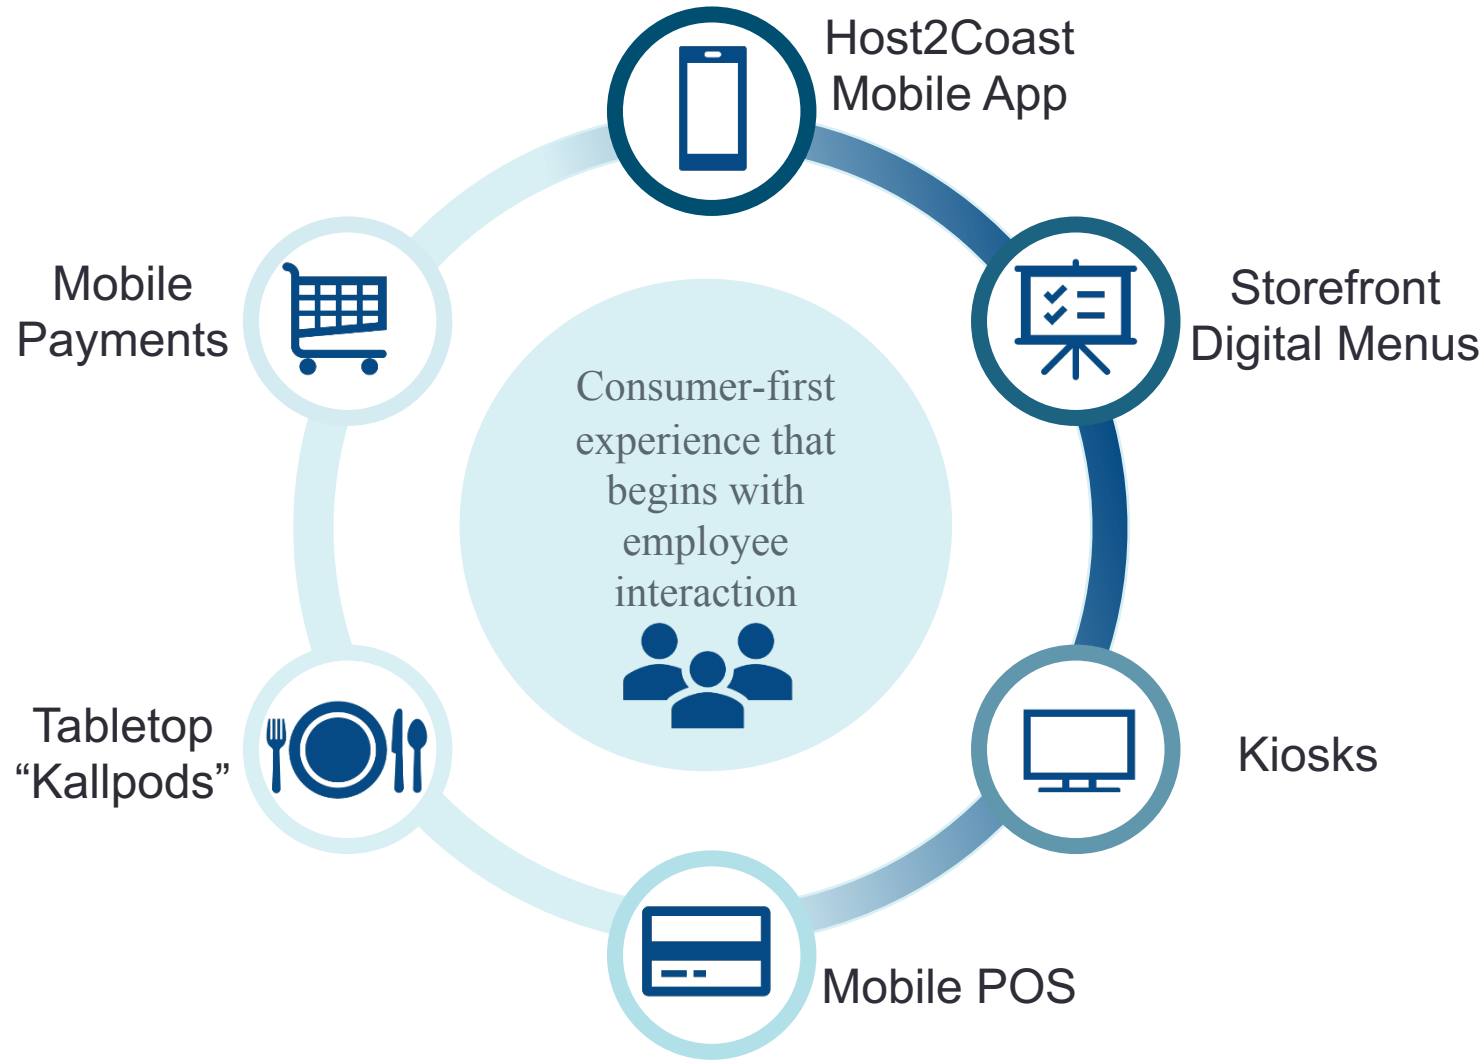 Host2Coast
Mobile App
Storefront
Digital Menus
Kiosks
Mobile POS
Tabletop
“Kallpods”
Mobile
Payments
Consumer-first
experience that
begins with
employee
interaction